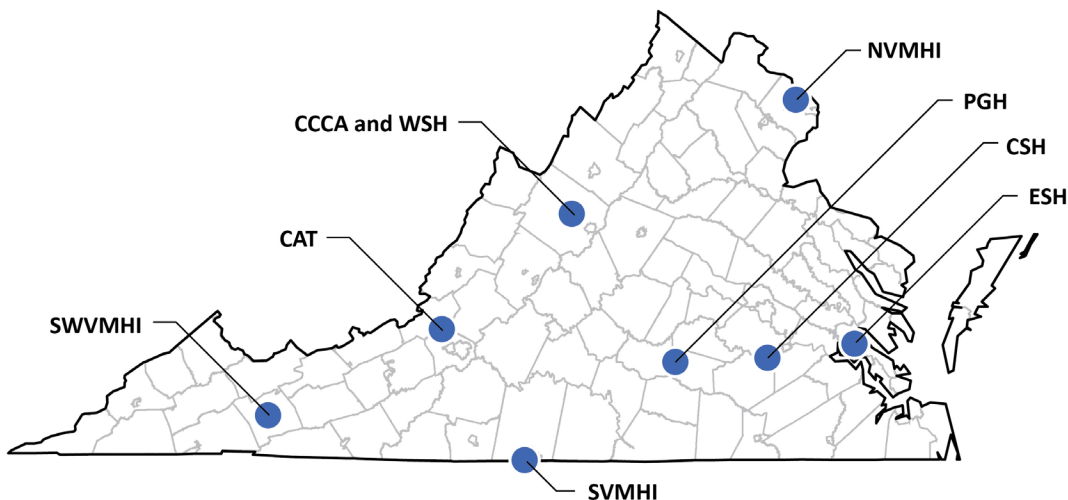 NVMHI
PGH
CCCA and WSH
CSH
ESH
CAT
SWVMHI
SVMHI